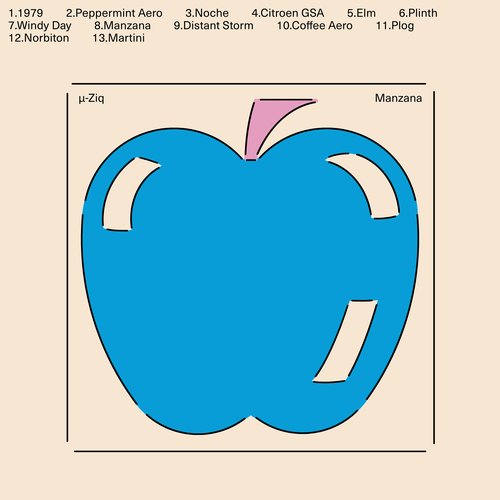 1.1979 2.Peppermint Aero 3.Noche 4.Citroen GSA 5.Elm 6.Plinth
7.Windy Day 8.Manzana 9.Distant Storm 10.Coffee Aero 11.Plog
12.Norbiton 13.Martini
µ-Ziq Manzana